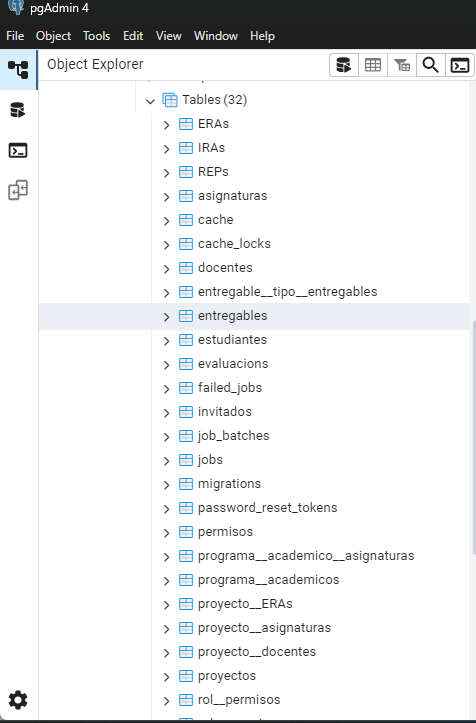 pgAdmin 4
File Object Tools Edit View Window Help
Object Explorer
Tables (32)
ERAs
IRAs
REPs
asignaturas
cache
cache_locks
docentes
entregable__tipo__entregables
entregables
estudiantes
evaluacions
failed_jobs
invitados
job_batches
jobs
migrations
password_reset_tokens
permisos
programa__academico__asignaturas
programa__academicos
proyecto__ERAs
proyecto__asignaturas
proyecto__docentes
proyectos
rol__permisos